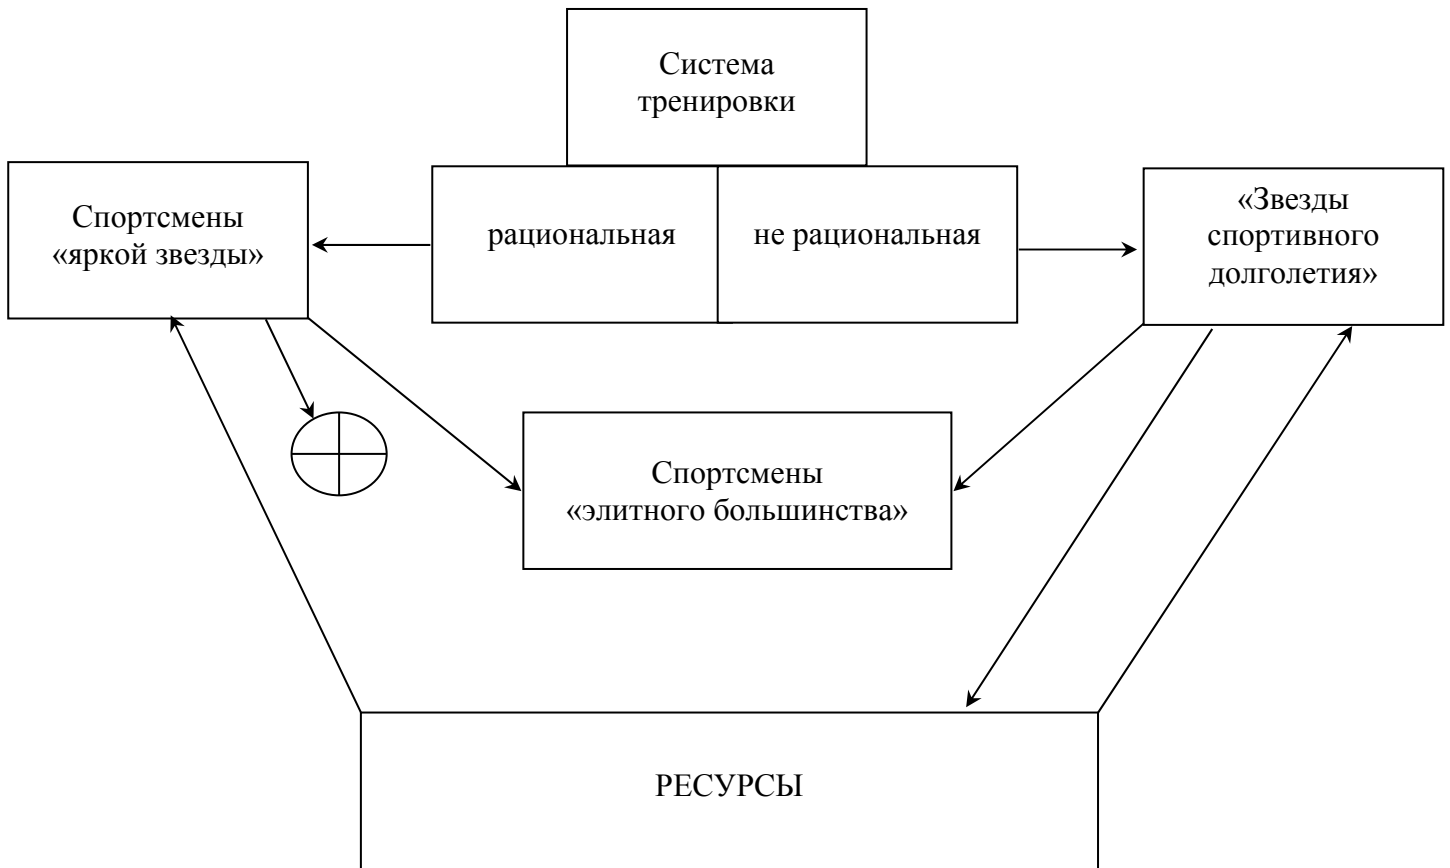 Система
тренировки
Спортсмены
«яркой звезды»
рациональная
не рациональная
«Звезды
спортивного
долголетия»
Спортсмены
«элитного большинства»
РЕСУРСЫ